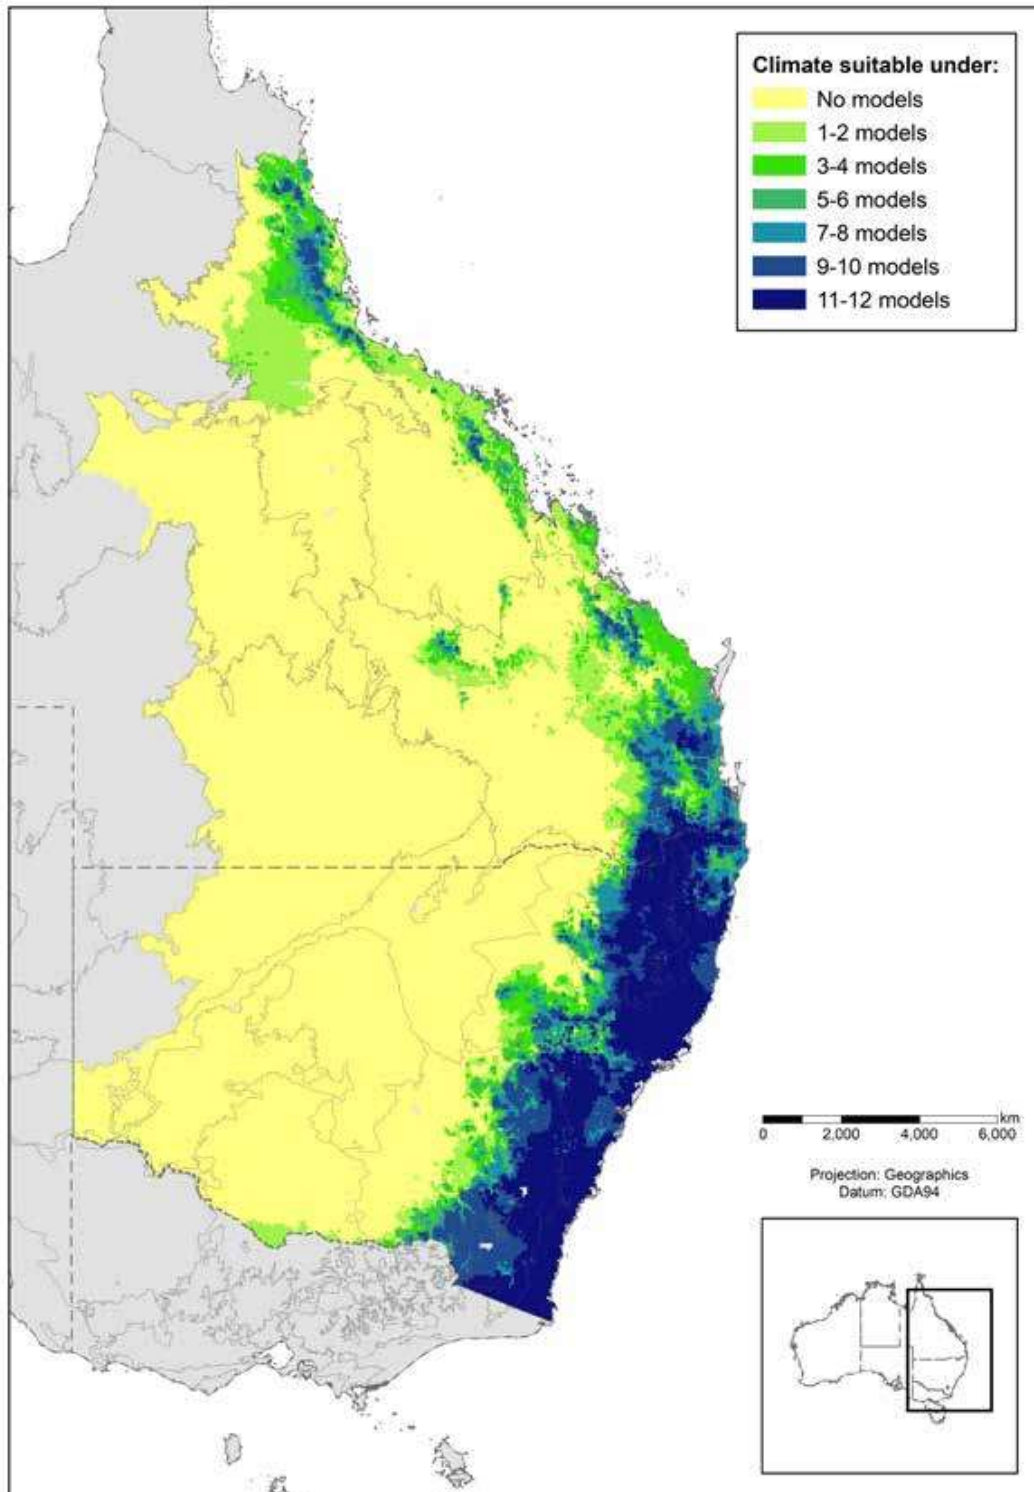 Climate suitable under:
No models
1-2 models
3-4 models
5-6 models
7-8 models
9-10 models
11-12 models
km
0 2,000 4,000 6,000
Projection: Geographics
Datum: GDA94